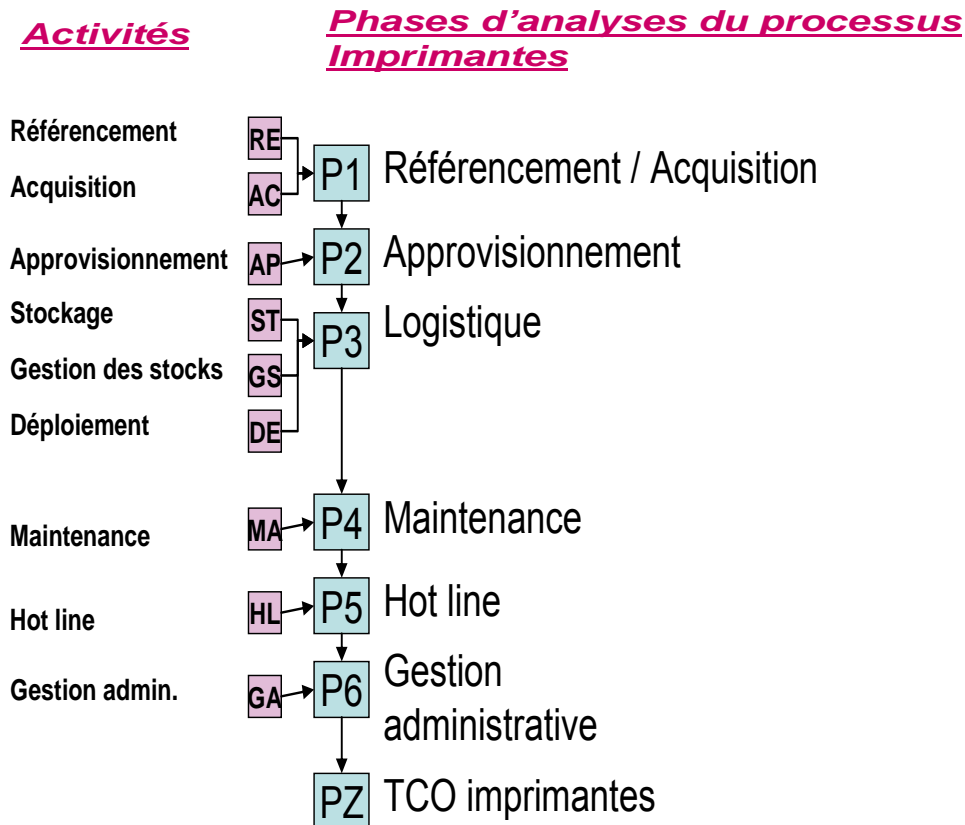 Activités
Phases d’analyses du processus
Imprimantes
Référencement
RE
Acquisition
AC
P1
Référencement / Acquisition
Approvisionnement
AP
P2
Approvisionnement
Stockage
ST
Gestion des stocks
GS
Déploiement
DE
P3
Logistique
Maintenance
MA
P4
Maintenance
Hot line
HL
P5
Hot line
Gestion admin.
GA
P6
Gestion
administrative
PZ
TCO imprimantes